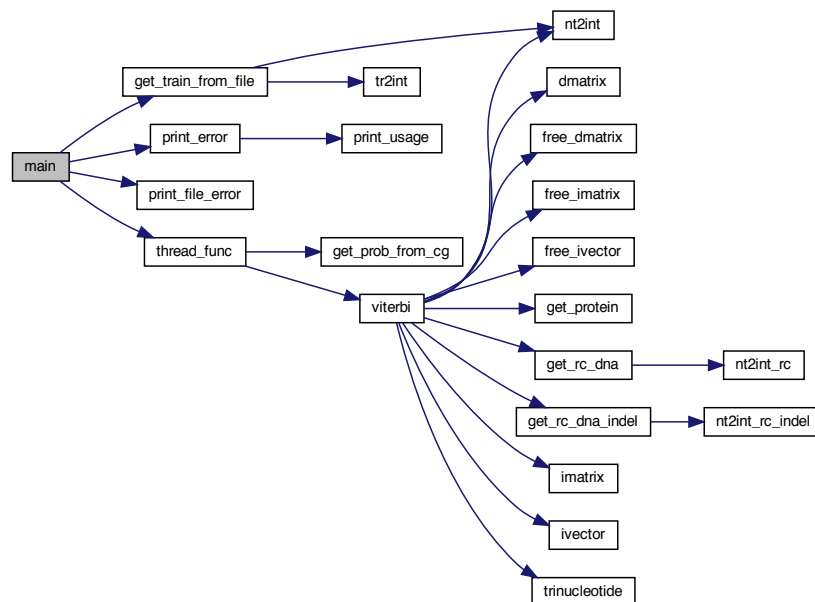 nt2int
get_train_from_file
tr2int
dmatrix
print_error
print_usage
free_dmatrix
main
print_file_error
free_imatrix
thread_func
get_prob_from_cg
free_ivector
viterbi
get_protein
get_rc_dna
nt2int_rc
get_rc_dna_indel
nt2int_rc_indel
imatrix
ivector
trinucleotide